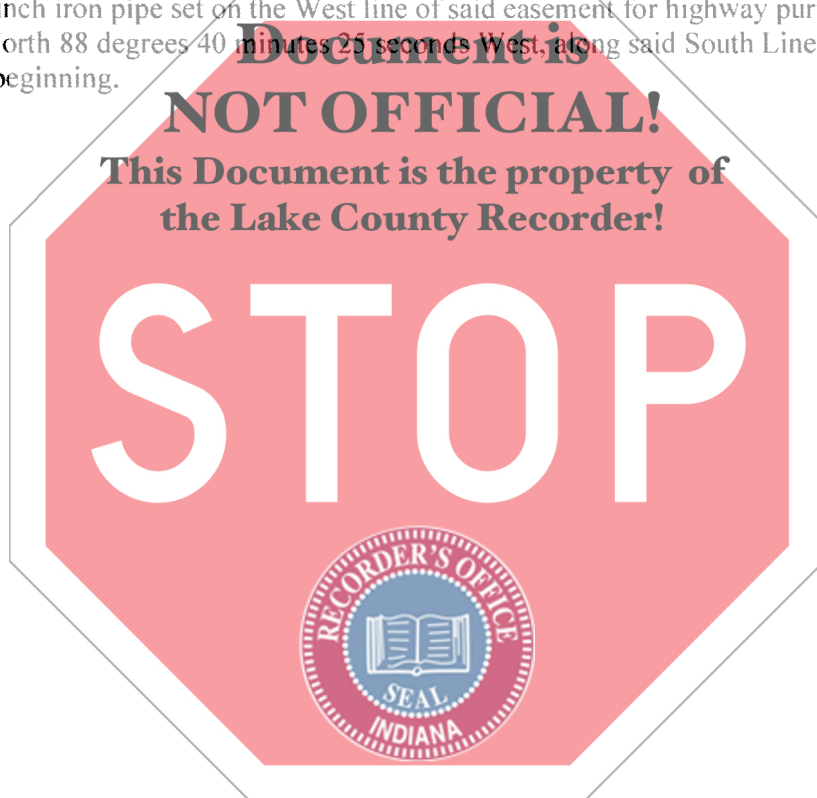 inch iron pipe set on the West line of said easement for highway pur
orth 88 degrees 40 minutes 25 seconds West, along said South Line
beginning.
Document is
NOT OFFICIAL!
This Document is the property of
the Lake County Recorder!
STOP
RECORDER'S OFFICE
SEAL
INDIANA